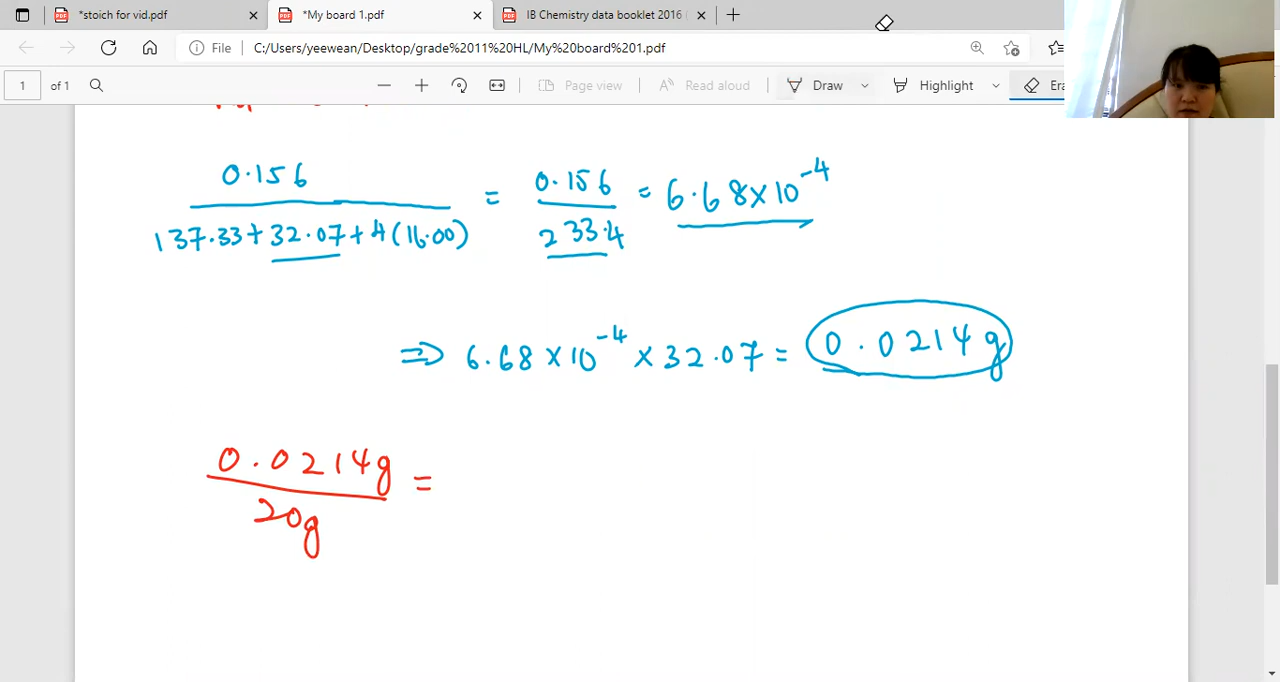 *stoich for vid.pdf
*My board 1.pdf
IB Chemistry data booklet 2016
File
C:/Users/yeewean/Desktop/grade%2011%20HL/My%20board%201.pdf
1 of 1
Page view
Read aloud
Draw
Highlight
0.156 / 137.33+32.07+4(16.00) = 0.156 / 233.4 = 6.68×10⁻⁴
⇒ 6.68×10⁻⁴ × 32.07 = 0.0214g
0.0214g / 20g =